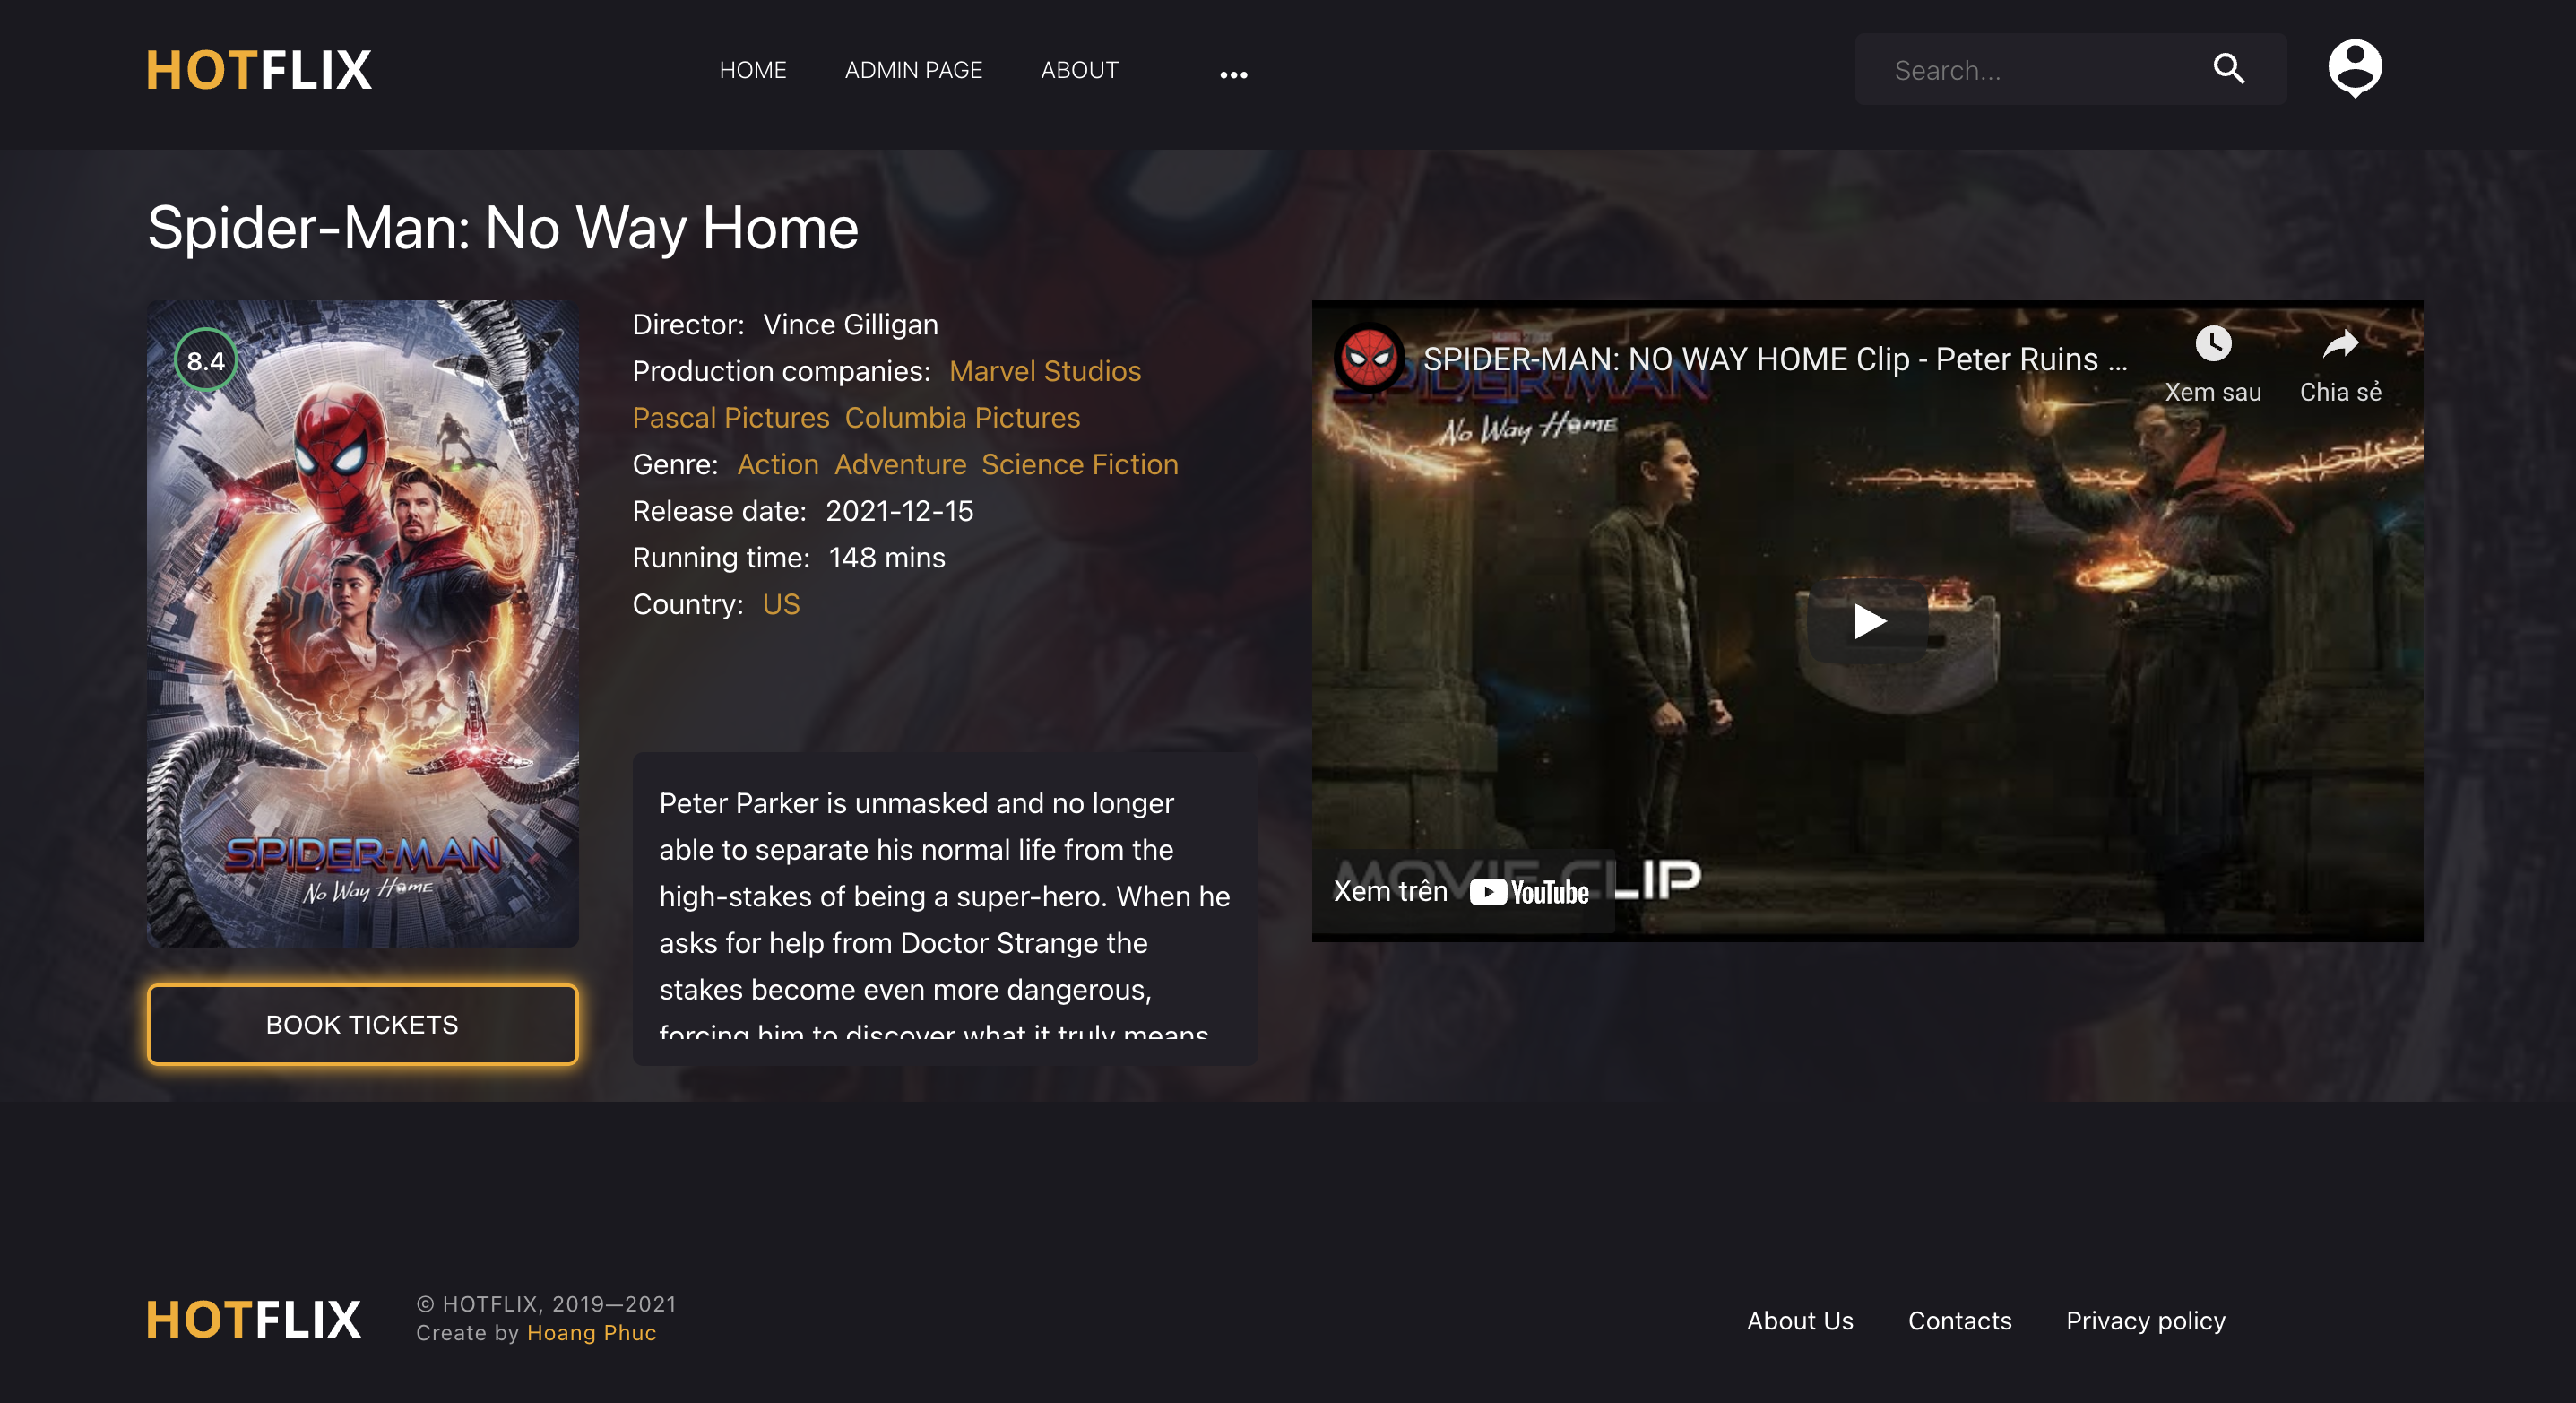 HOTFLIX
HOME
ADMIN PAGE
ABOUT
Search...
Spider-Man: No Way Home
8.4
SPIDER-MAN
No Way Home
BOOK TICKETS
Director: Vince Gilligan
Production companies: Marvel Studios
Pascal Pictures Columbia Pictures
Genre: Action Adventure Science Fiction
Release date: 2021-12-15
Running time: 148 mins
Country: US
Peter Parker is unmasked and no longer
able to separate his normal life from the
high-stakes of being a super-hero. When he
asks for help from Doctor Strange the
stakes become even more dangerous,
forcing him to discover what it truly means
SPIDER-MAN: NO WAY HOME Clip - Peter Ruins ...
Xem sau
Chia sẻ
SPIDER-MAN
No Way Home
MOVIE CLIP
Xem trên YouTube
HOTFLIX
© HOTFLIX, 2019—2021
Create by Hoang Phuc
About Us
Contacts
Privacy policy